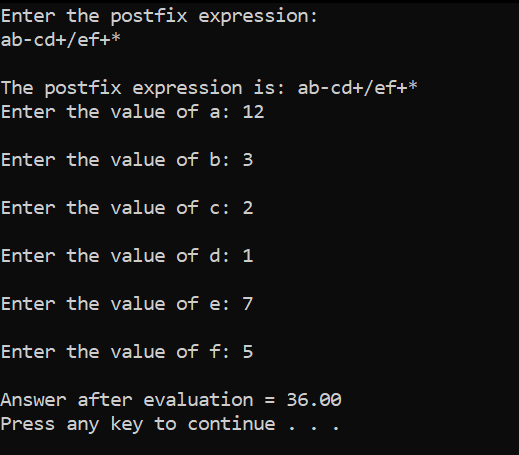 Enter the postfix expression:
ab-cd+/ef+*
The postfix expression is: ab-cd+/ef+*
Enter the value of a: 12
Enter the value of b: 3
Enter the value of c: 2
Enter the value of d: 1
Enter the value of e: 7
Enter the value of f: 5
Answer after evaluation = 36.00
Press any key to continue . . .